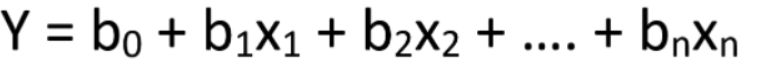 Y = b₀ + b₁x₁ + b₂x₂ + .... + bₙxₙ